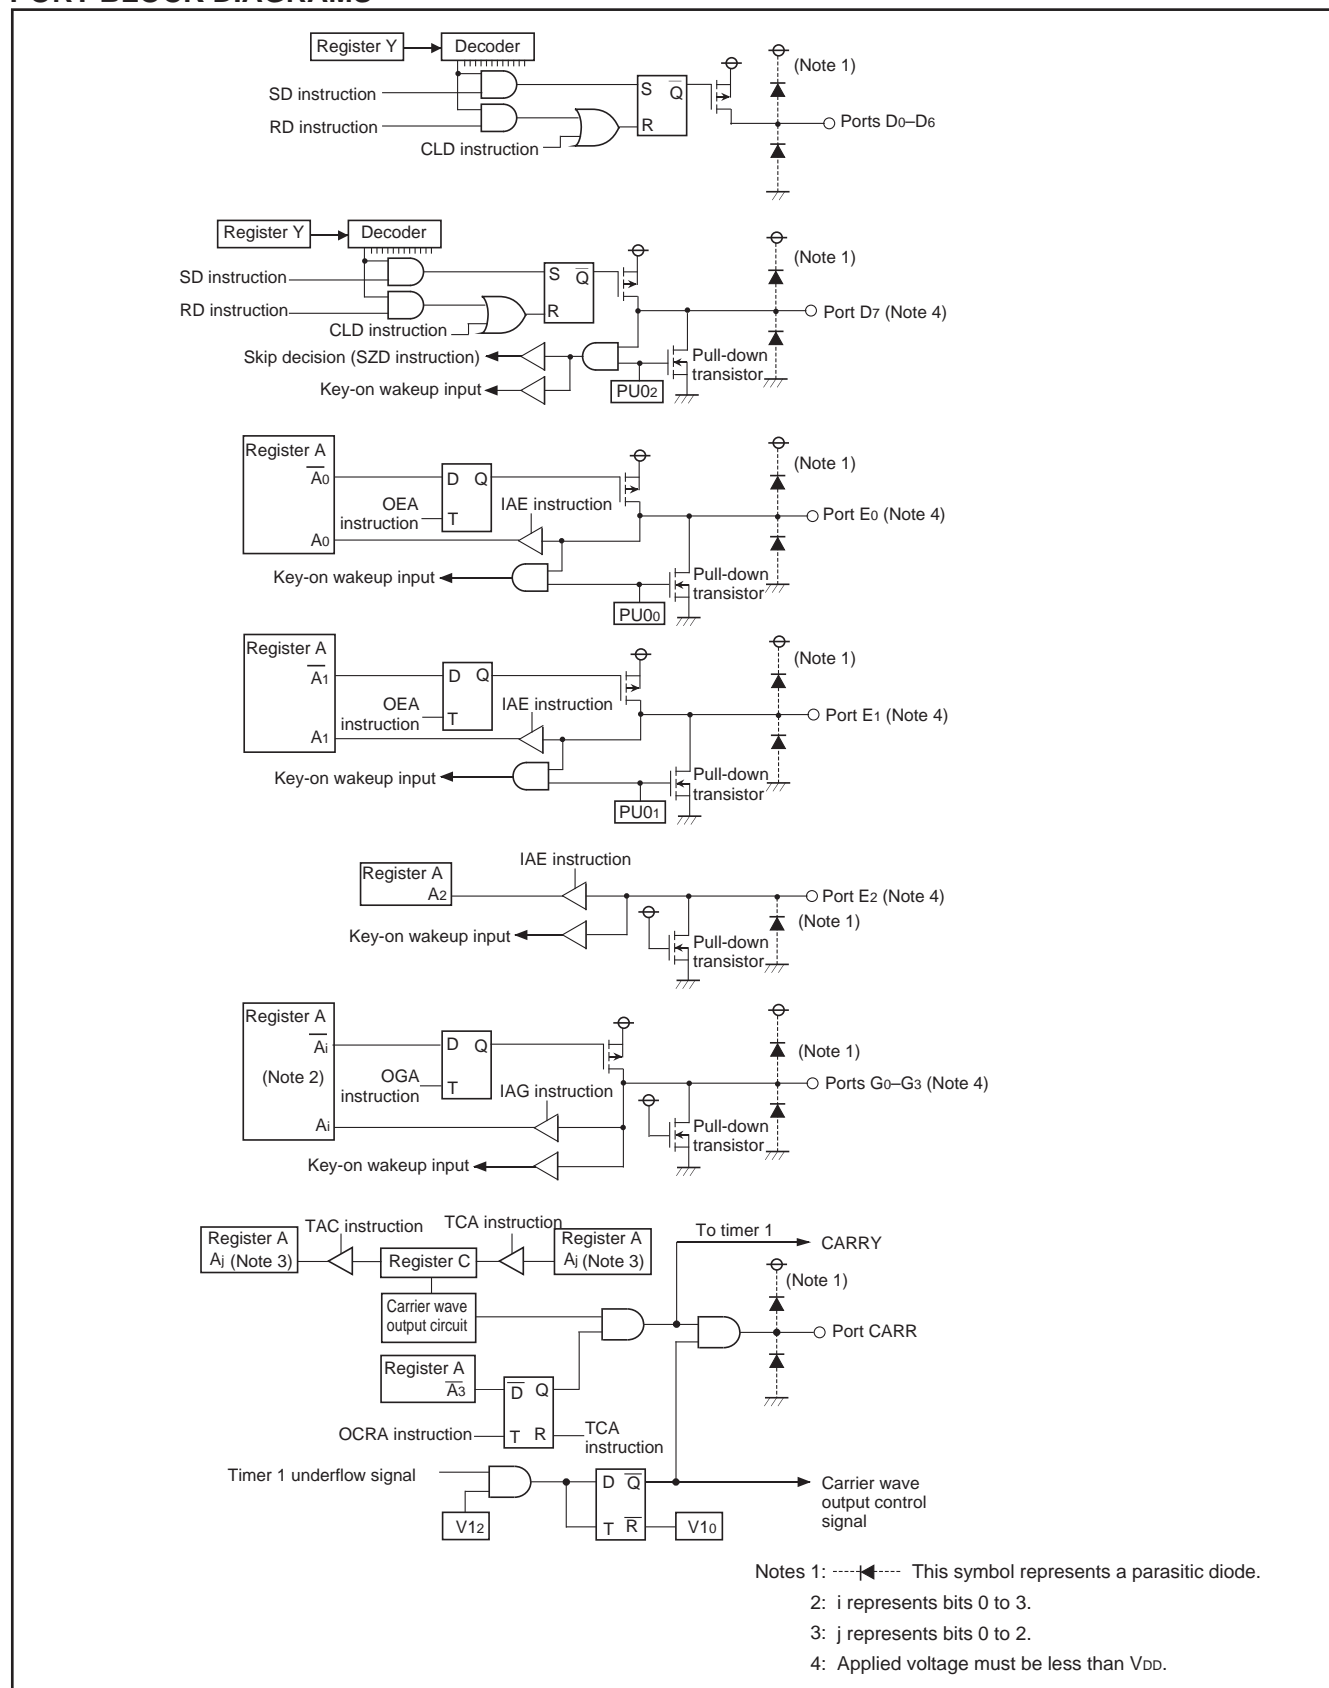 PORT BLOCK DIAGRAMS
Register Y
Decoder
(Note 1)
SD instruction
S
Q
RD instruction
R
CLD instruction
Ports D0–D6
Register Y
Decoder
(Note 1)
SD instruction
S
Q
RD instruction
R
CLD instruction
Port D7 (Note 4)
Skip decision (SZD instruction)
Key-on wakeup input
PU02
Pull-down
transistor
Register A
A0
D
Q
(Note 1)
OEA
instruction
T
IAE instruction
Port E0 (Note 4)
A0
Key-on wakeup input
PU00
Pull-down
transistor
Register A
A1
D
Q
(Note 1)
OEA
instruction
T
IAE instruction
Port E1 (Note 4)
A1
Key-on wakeup input
PU01
Pull-down
transistor
IAE instruction
Register A
A2
Port E2 (Note 4)
(Note 1)
Key-on wakeup input
Pull-down
transistor
Register A
Ai
(Note 2)
D
Q
(Note 1)
OGA
instruction
T
IAG instruction
Ports G0–G3 (Note 4)
Ai
Key-on wakeup input
Pull-down
transistor
TAC instruction
TCA instruction
Register A
Aj (Note 3)
Register C
Register A
Aj (Note 3)
To timer 1
CARRY
(Note 1)
Carrier wave
output circuit
Port CARR
Register A
A3
D
Q
OCRA instruction
T
R
TCA
instruction
Timer 1 underflow signal
D
Q
V12
T
R
V10
Carrier wave
output control
signal
Notes 1: This symbol represents a parasitic diode.
2: i represents bits 0 to 3.
3: j represents bits 0 to 2.
4: Applied voltage must be less than VDD.